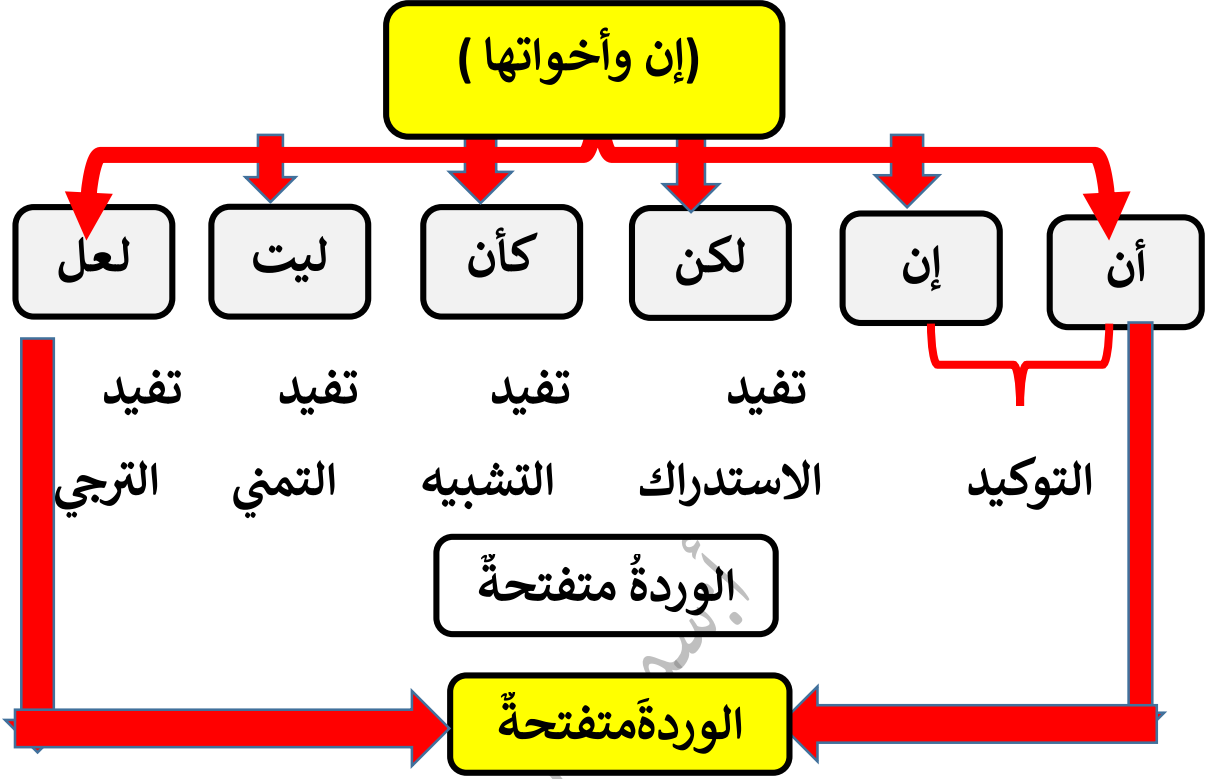 (إن وأخواتها )
أن إن لكن كأن ليت لعل
تفيد تفيد تفيد تفيد
التوكيد الاستدراك التشبيه التمني الترجي
الوردةُ متفتحةٌ
الوردةَمتفتحةٌ